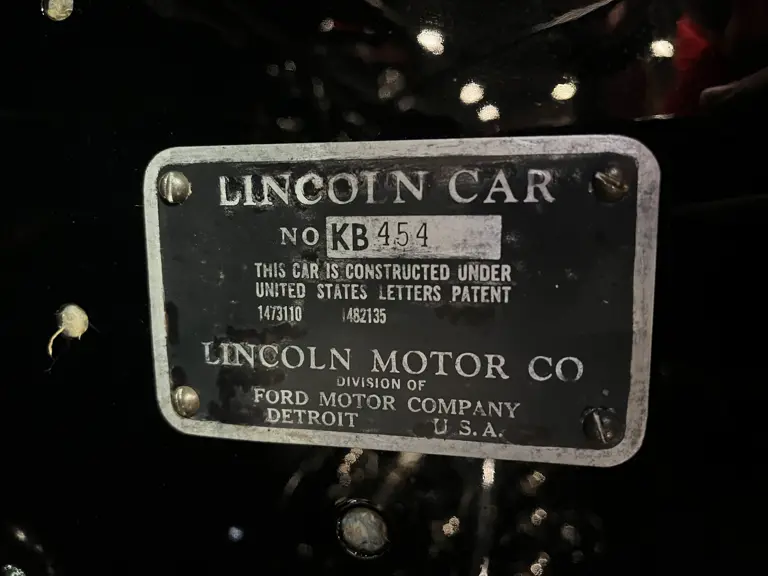 LINCOLN CAR
NO KB 454
THIS CAR IS CONSTRUCTED UNDER
UNITED STATES LETTERS PATENT
1473110 1482135
LINCOLN MOTOR CO
DIVISION OF
FORD MOTOR COMPANY
DETROIT U.S.A.